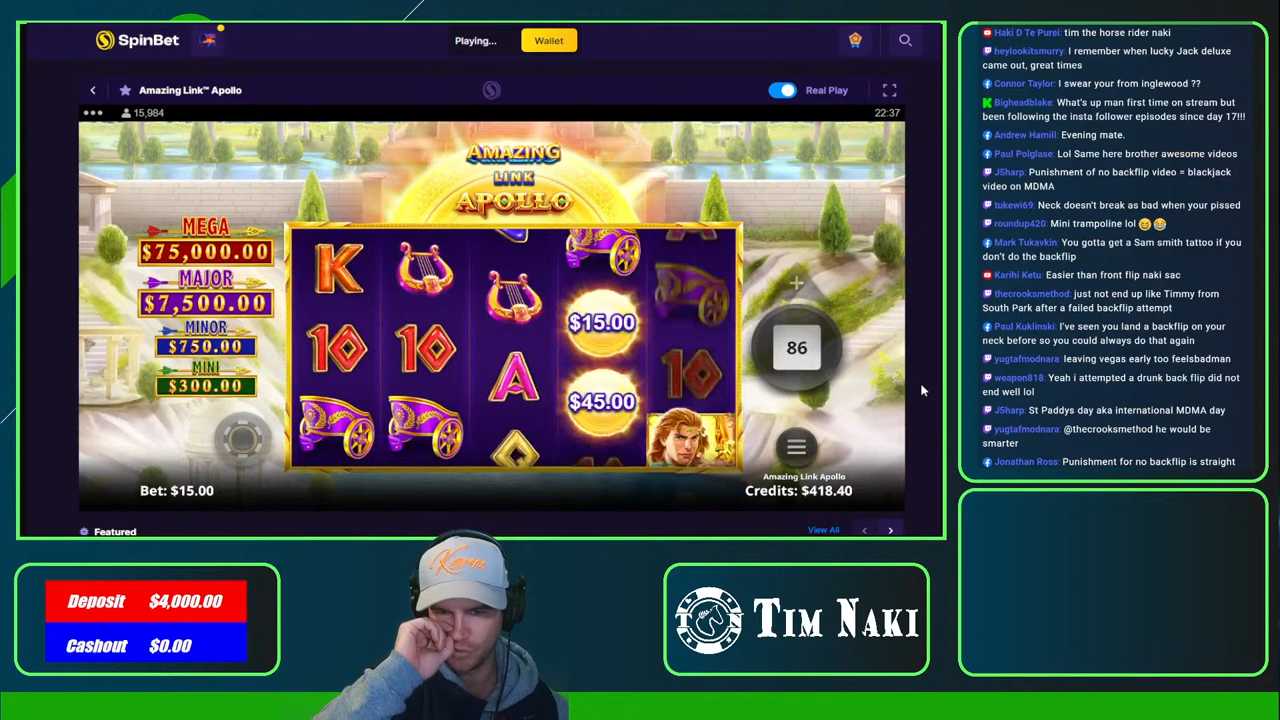 SpinBet
Playing...
Wallet
Amazing Link™ Apollo
Real Play
15,984
22:37
AMAZING
LINK
APOLLO
MEGA
$75,000.00
MAJOR
$7,500.00
MINOR
$750.00
MINI
$300.00
K
$15.00
10
10
A
10
$45.00
86
Amazing Link Apollo
Bet: $15.00
Credits: $418.40
Featured
View All
Deposit $4,000.00
Cashout $0.00
Karma
TN
TIM NAKI
Haki D Te Purei: tim the horse rider naki
heylookitsmurry: I remember when lucky Jack deluxe
came out, great times
Connor Taylor: I swear your from inglewood ??
Bigheadblake: What's up man first time on stream but
been following the insta follower episodes since day 17!!!
Andrew Hamill: Evening mate.
Paul Polglase: Lol Same here brother awesome videos
J5harp: Punishment of no backflip video = blackjack
video on MDMA
tukewi69: Neck doesn't break as bad when your pissed
roundup420: Mini trampoline lol 😊 😂
Mark Tukavkin: You gotta get a Sam smith tattoo if you
don't do the backflip
Karihi Ketu: Easier than front flip naki sac
thecrooksmethod: just not end up like Timmy from
South Park after a failed backflip attempt
Paul Kuklinski: I've seen you land a backflip on your
neck before so you could always do that again
yugtafmodnara: leaving vegas early too feelsbadman
weapon818: Yeah i attempted a drunk back flip did not
end well lol
J5harp: St Paddys day aka international MDMA day
yugtafmodnara: @thecrooksmethod he would be
smarter
Jonathan Ross: Punishment for no backflip is straight